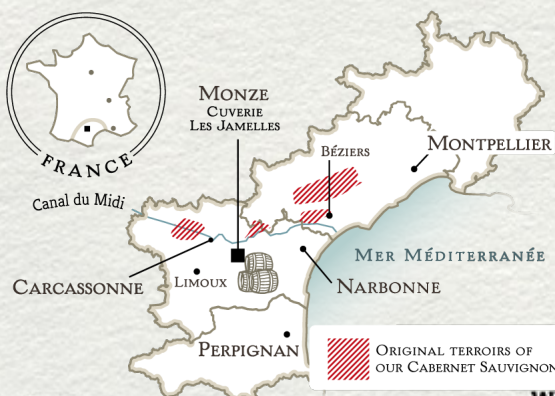 FRANCE
Monze
Cuverie
Les Jamelles
Béziers
Montpellier
Canal du Midi
Mer Méditerranée
Carcassonne
Limoux
Narbonne
Perpignan
Original terroirs of
our Cabernet Sauvignon